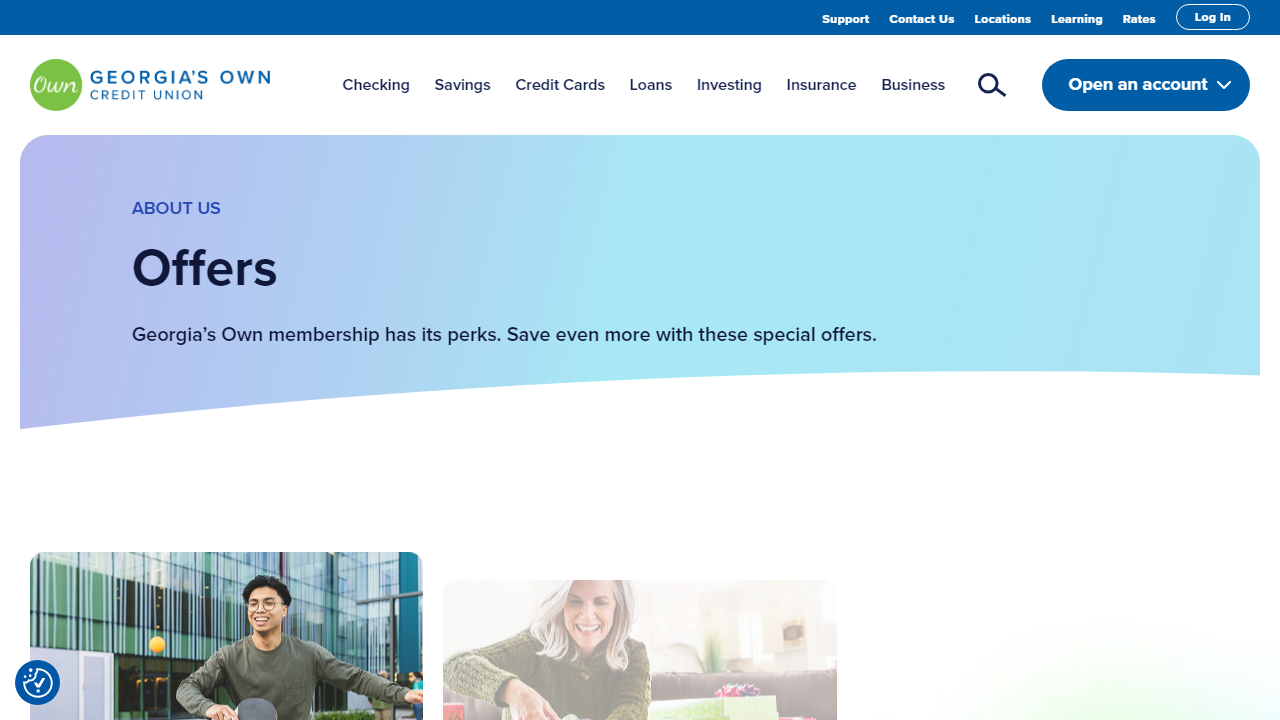 Support Contact Us Locations Learning Rates Log In
Own GEORGIA'S OWN
CREDIT UNION
Checking Savings Credit Cards Loans Investing Insurance Business Open an account
ABOUT US
Offers
Georgia’s Own membership has its perks. Save even more with these special offers.